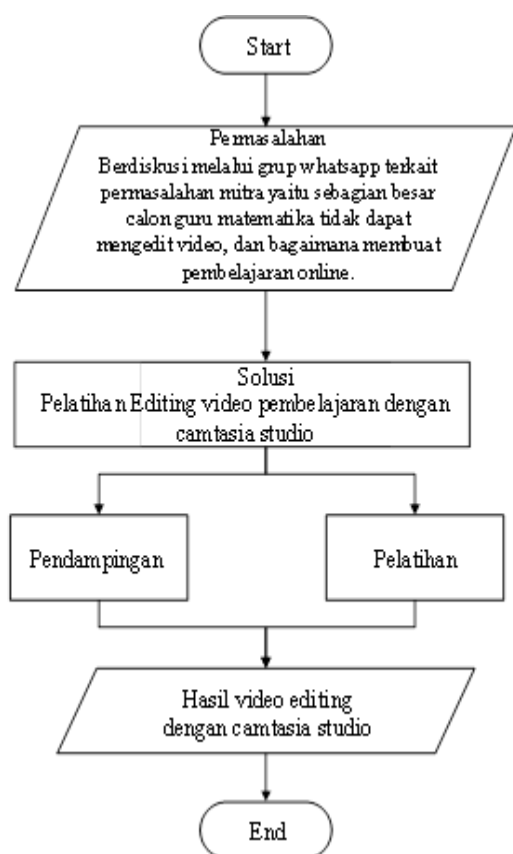 Start
Permasalahan
Berdiskusi melalui grup whatsapp terkait
permasalahan mitra yaitu sebagian besar
calon guru matematika tidak dapat
mengedit video, dan bagaimana membuat
pembelajaran online.
Solusi
Pelatihan Editing video pembelajaran dengan
camtasia studio
Pendampingan
Pelatihan
Hasil video editing
dengan camtasia studio
End